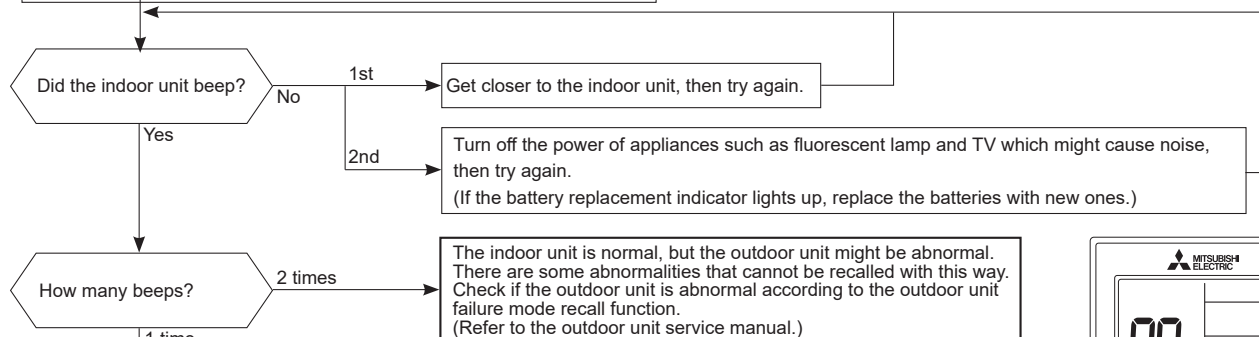 Did the indoor unit beep?
No
1st
Get closer to the indoor unit, then try again.
Yes
2nd
Turn off the power of appliances such as fluorescent lamp and TV which might cause noise,
then try again.
(If the battery replacement indicator lights up, replace the batteries with new ones.)
How many beeps?
2 times
The indoor unit is normal, but the outdoor unit might be abnormal.
There are some abnormalities that cannot be recalled with this way.
Check if the outdoor unit is abnormal according to the outdoor unit
failure mode recall function.
(Refer to the outdoor unit service manual.)
MITSUBISHI
ELECTRIC
1 time